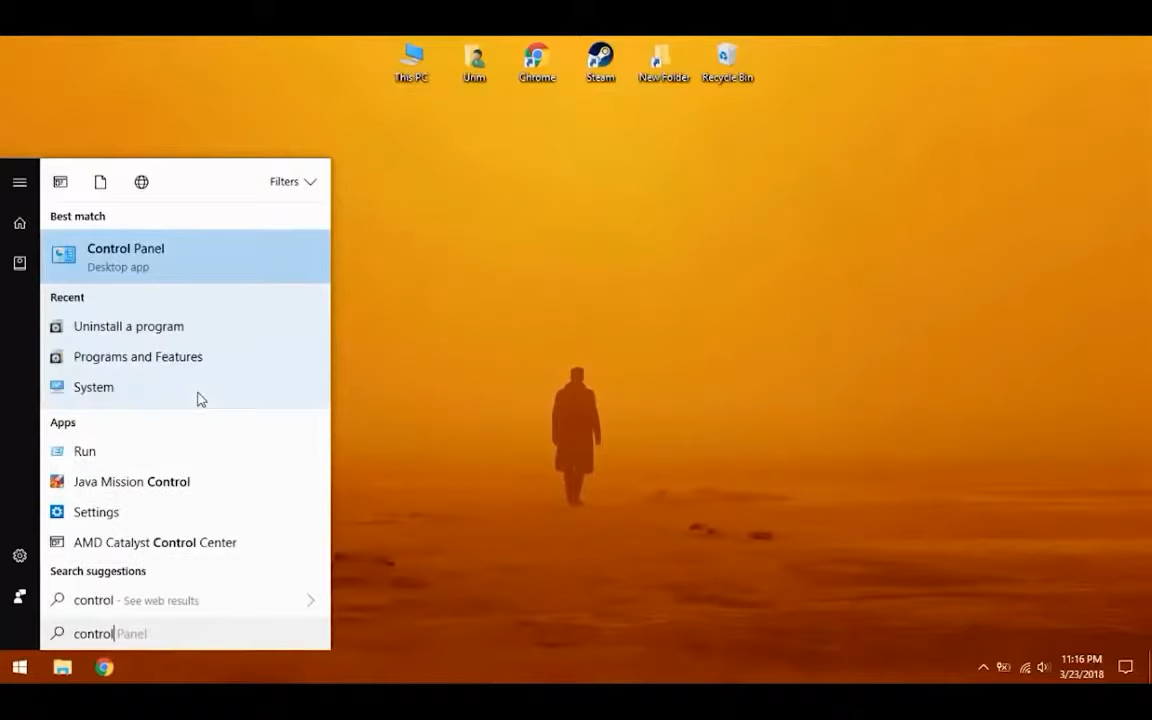 This PC
Urim
Chrome
Steam
New Folder
Recycle Bin
Filters
Best match
Control Panel
Desktop app
Recent
Uninstall a program
Programs and Features
System
Apps
Run
Java Mission Control
Settings
AMD Catalyst Control Center
Search suggestions
control - See web results
control Panel
11:16 PM
3/23/2018